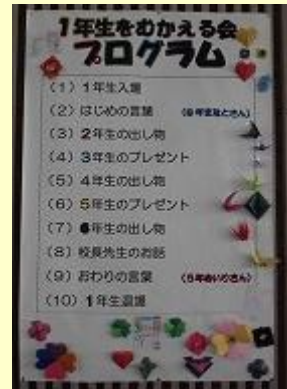 1年生をむかえる会
プログラム
(1) 1年生入場
(2) はじめの言葉
(3) 2年生の出し物
(4) 3年生のプレゼント
(5) 4年生の出し物
(6) 5年生のプレゼント
(7) 6年生の出し物
(8) 校長先生のお話
(9) おわりの言葉
(10) 1年生退場